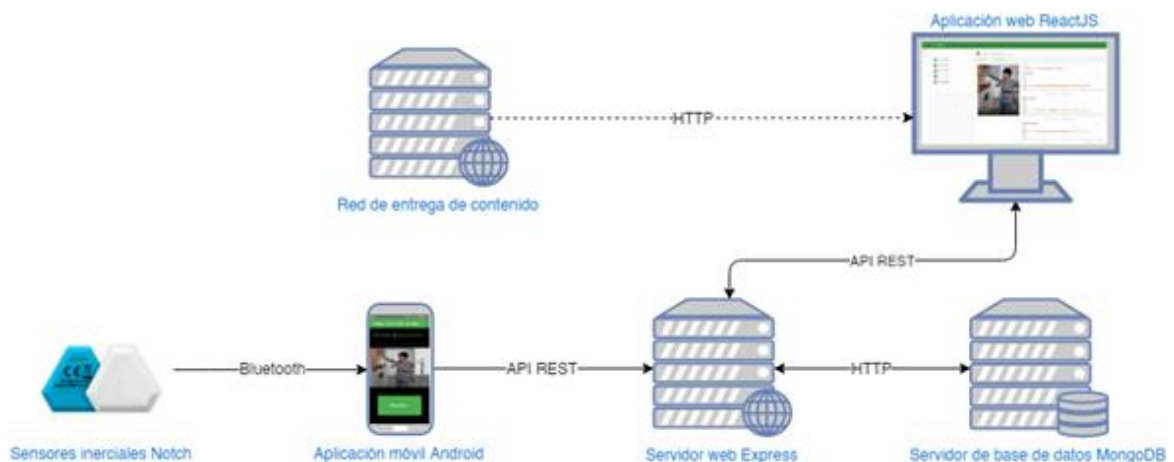 Aplicación web ReactJS
HTTP
Red de entrega de contenido
API REST
Bluetooth
API REST
HTTP
Sensores inerciales Notch
Aplicación móvil Android
Servidor web Express
Servidor de base de datos MongoDB